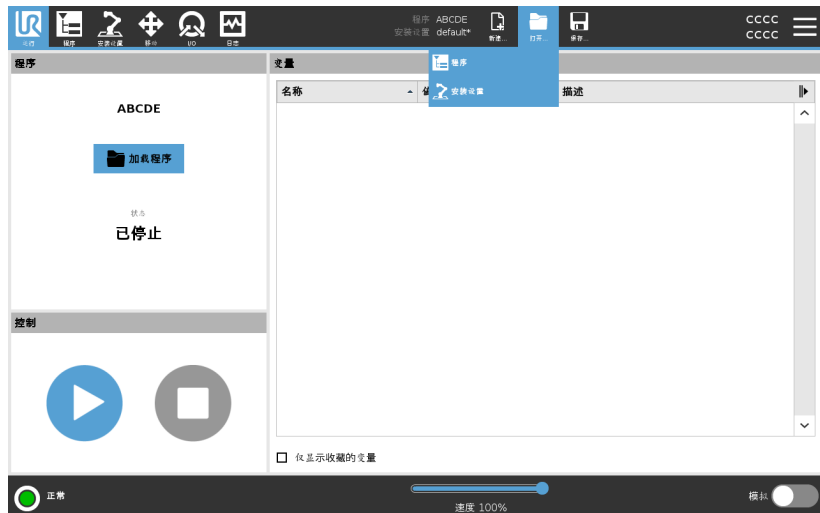 UR
运行
程序
安装设置
移动
I/O
日志
程序 ABCDE
安装设置 default*
新建...
打开...
保存...
CCCC
CCCC
程序
安装设置
程序
ABCDE
加载程序
状态
已停止
控制
变量
名称
描述
仅显示收藏的变量
正常
速度 100%
模拟